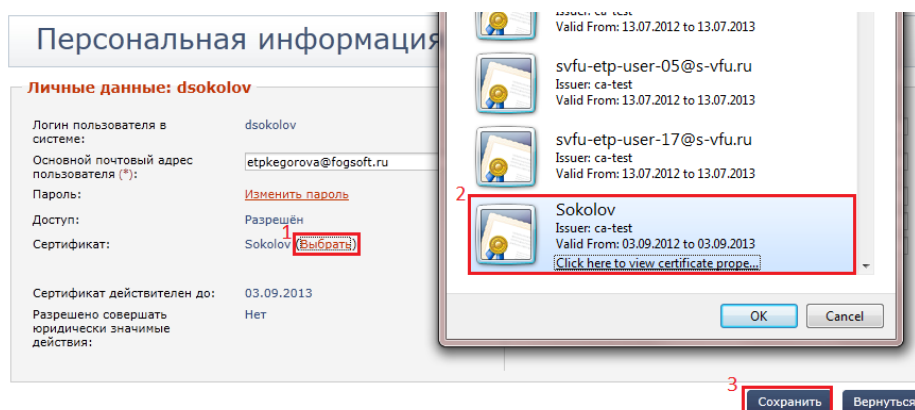 Персональная информация
Личные данные: dsokolov
Логин пользователя в
системе:
dsokolov
Основной почтовый адрес
пользователя (*):
etpkegorova@fogsoft.ru
Пароль:
Изменить пароль
Доступ:
Разрешён
1
Сертификат:
Sokolov (Выбрать)
Сертификат действителен до:
03.09.2013
Разрешено совершать
юридически значимые
действия:
Нет
Issuer: ca-test
Valid From: 13.07.2012 to 13.07.2013
svfu-etp-user-05@s-vfu.ru
Issuer: ca-test
Valid From: 13.07.2012 to 13.07.2013
svfu-etp-user-17@s-vfu.ru
Issuer: ca-test
Valid From: 13.07.2012 to 13.07.2013
2
Sokolov
Issuer: ca-test
Valid From: 03.09.2012 to 03.09.2013
Click here to view certificate prope...
OK
Cancel
3
Сохранить
Вернуться